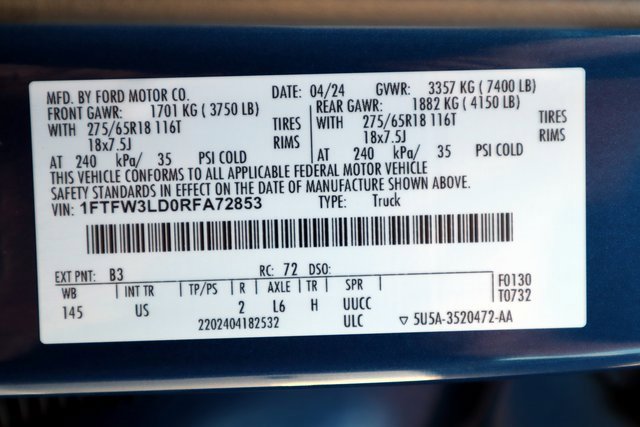 MFD. BY FORD MOTOR CO. DATE: 04/24 GVWR: 3357 KG ( 7400 LB)
FRONT GAWR: 1701 KG ( 3750 LB) REAR GAWR: 1882 KG ( 4150 LB)
WITH 275/65R18 116T TIRES WITH 275/65R18 116T TIRES
18x7.5J RIMS 18x7.5J RIMS
AT 240 kPa/ 35 PSI COLD AT 240 kPa/ 35 PSI COLD
THIS VEHICLE CONFORMS TO ALL APPLICABLE FEDERAL MOTOR VEHICLE
SAFETY STANDARDS IN EFFECT ON THE DATE OF MANUFACTURE SHOWN ABOVE.
VIN: 1FTFW3LD0RFA72853 TYPE: Truck
EXT PNT: B3 RC: 72 DSO: F0130
WB INT TR TP/PS R AXLE TR SPR T0732
145 US 2 L6 H UUCC
2202404182532 ULC ▽ 5U5A-3520472-AA